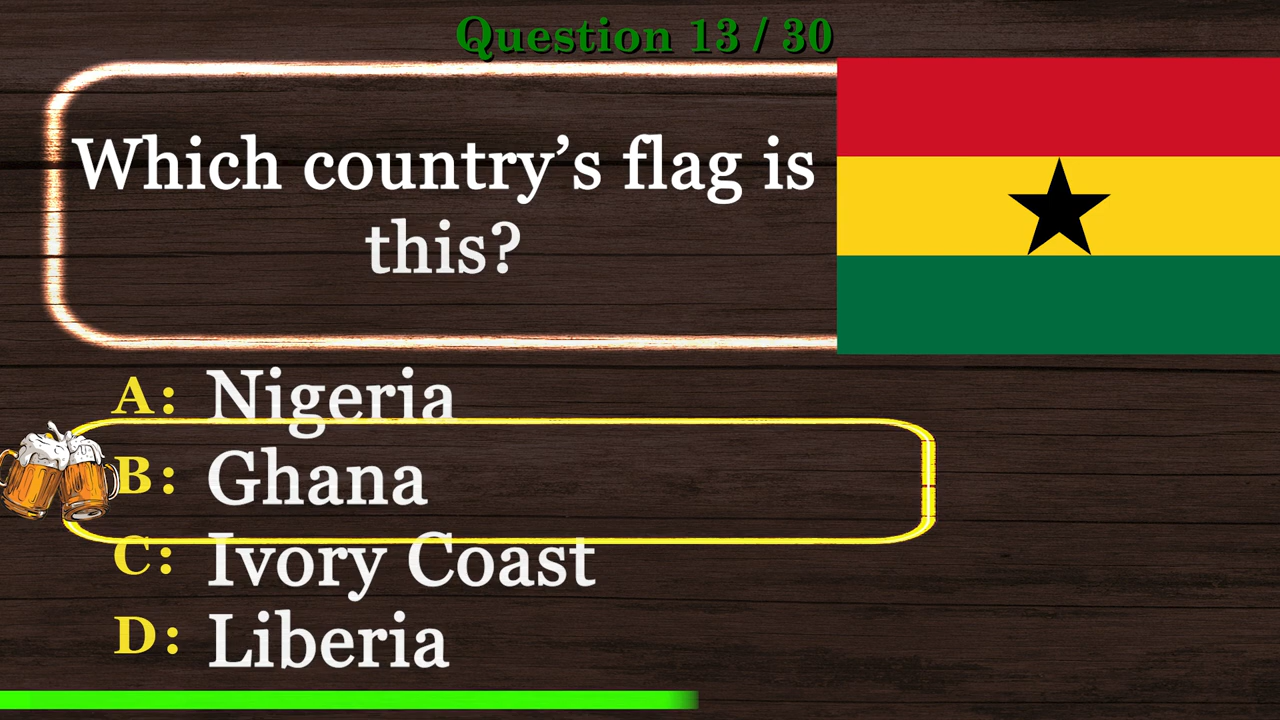 Question 13 / 30
Which country’s flag is
this?
A: Nigeria
B: Ghana
C: Ivory Coast
D: Liberia